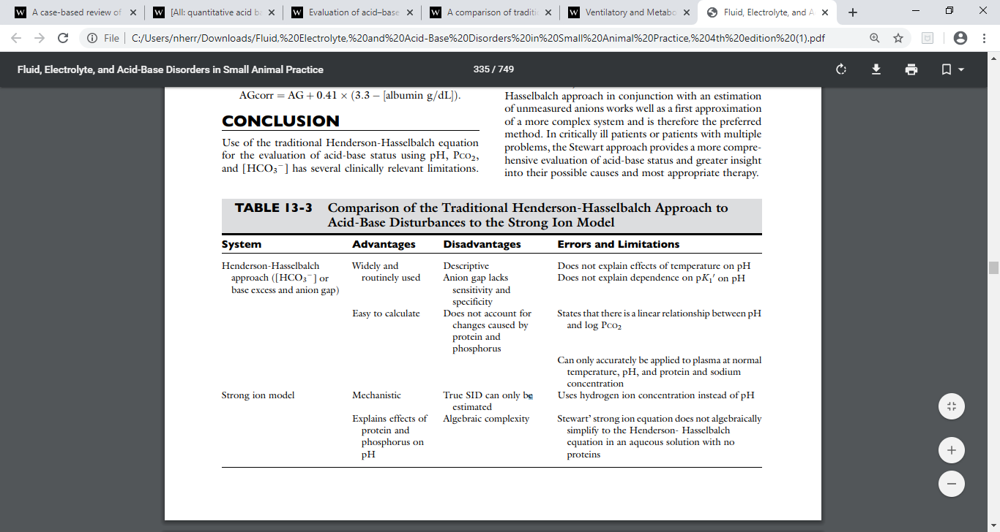 A case-based review of
[All: quantitative acid ba
Evaluation of acid–base
A comparison of traditio
Ventilatory and Metabo
Fluid, Electrolyte, and A
File
C:/Users/nherr/Downloads/Fluid,%20Electrolyte,%20and%20Acid-Base%20Disorders%20in%20Small%20Animal%20Practice,%204th%20edition%20(1).pdf
Fluid, Electrolyte, and Acid-Base Disorders in Small Animal Practice
335 / 749
AGcorr = AG + 0.41 × (3.3 – [albumin g/dL]).
CONCLUSION
Use of the traditional Henderson-Hasselbalch equation
for the evaluation of acid-base status using pH, PCO₂,
and [HCO₃⁻] has several clinically relevant limitations.
Hasselbalch approach in conjunction with an estimation
of unmeasured anions works well as a first approximation
of a more complex system and is therefore the preferred
method. In critically ill patients or patients with multiple
problems, the Stewart approach provides a more compre-
hensive evaluation of acid-base status and greater insight
into their possible causes and most appropriate therapy.
TABLE 13-3 Comparison of the Traditional Henderson-Hasselbalch Approach to
Acid-Base Disturbances to the Strong Ion Model
System Advantages Disadvantages Errors and Limitations
Henderson-Hasselbalch Widely and Descriptive Does not explain effects of temperature on pH
approach ([HCO₃⁻] or routinely used Anion gap lacks Does not explain dependence on pK₁′ on pH
base excess and anion gap) sensitivity and
specificity
Easy to calculate Does not account for States that there is a linear relationship between pH
changes caused by and log PCO₂
protein and
phosphorus
Can only accurately be applied to plasma at normal
temperature, pH, and protein and sodium
concentration
Strong ion model Mechanistic True SID can only be Uses hydrogen ion concentration instead of pH
estimated
Explains effects of Algebraic complexity Stewart' strong ion equation does not algebraically
protein and simplify to the Henderson- Hasselbalch
phosphorus on equation in an aqueous solution with no
pH proteins